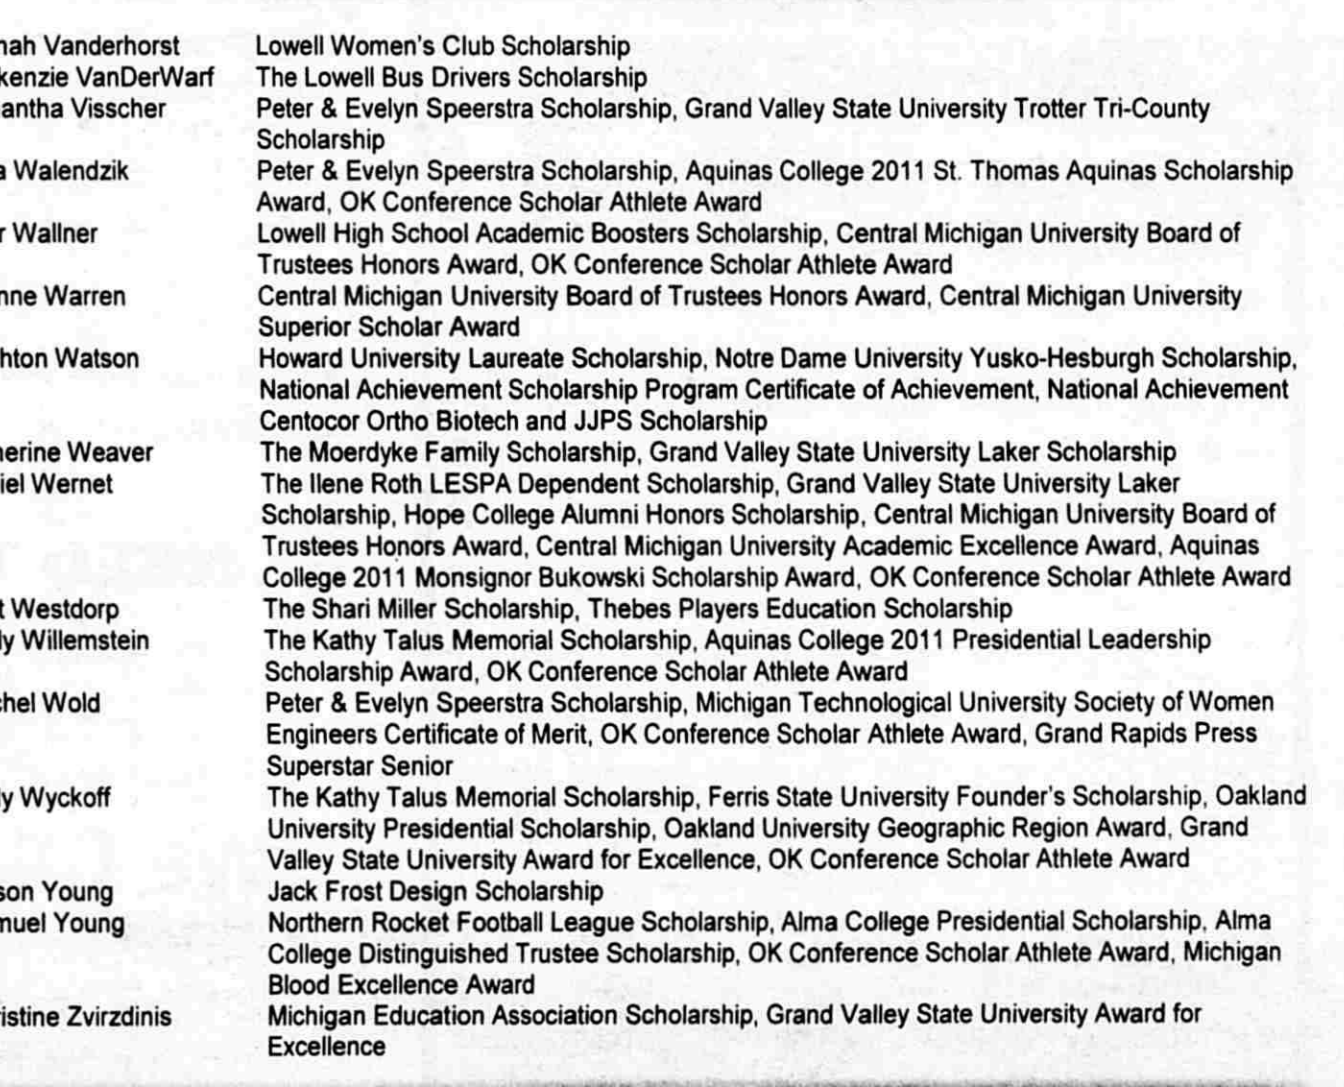 nah Vanderhorst Lowell Women's Club Scholarship
kenzie VanDerWarf The Lowell Bus Drivers Scholarship
antha Visscher Peter & Evelyn Speerstra Scholarship, Grand Valley State University Trotter Tri-County
Scholarship
a Walendzik Peter & Evelyn Speerstra Scholarship, Aquinas College 2011 St. Thomas Aquinas Scholarship
Award, OK Conference Scholar Athlete Award
r Wallner Lowell High School Academic Boosters Scholarship, Central Michigan University Board of
Trustees Honors Award, OK Conference Scholar Athlete Award
nne Warren Central Michigan University Board of Trustees Honors Award, Central Michigan University
Superior Scholar Award
hton Watson Howard University Laureate Scholarship, Notre Dame University Yusko-Hesburgh Scholarship,
National Achievement Scholarship Program Certificate of Achievement, National Achievement
Centocor Ortho Biotech and JJPS Scholarship
herine Weaver The Moerdyke Family Scholarship, Grand Valley State University Laker Scholarship
iel Wernet The Ilene Roth LESPA Dependent Scholarship, Grand Valley State University Laker
Scholarship, Hope College Alumni Honors Scholarship, Central Michigan University Board of
Trustees Honors Award, Central Michigan University Academic Excellence Award, Aquinas
College 2011 Monsignor Bukowski Scholarship Award, OK Conference Scholar Athlete Award
t Westdorp The Shari Miller Scholarship, Thebes Players Education Scholarship
ly Willemstein The Kathy Talus Memorial Scholarship, Aquinas College 2011 Presidential Leadership
Scholarship Award, OK Conference Scholar Athlete Award
chel Wold Peter & Evelyn Speerstra Scholarship, Michigan Technological University Society of Women
Engineers Certificate of Merit, OK Conference Scholar Athlete Award, Grand Rapids Press
Superstar Senior
ly Wyckoff The Kathy Talus Memorial Scholarship, Ferris State University Founder's Scholarship, Oakland
University Presidential Scholarship, Oakland University Geographic Region Award, Grand
Valley State University Award for Excellence, OK Conference Scholar Athlete Award
son Young Jack Frost Design Scholarship
muel Young Northern Rocket Football League Scholarship, Alma College Presidential Scholarship, Alma
College Distinguished Trustee Scholarship, OK Conference Scholar Athlete Award, Michigan
Blood Excellence Award
ristine Zvirzdinis Michigan Education Association Scholarship, Grand Valley State University Award for
Excellence